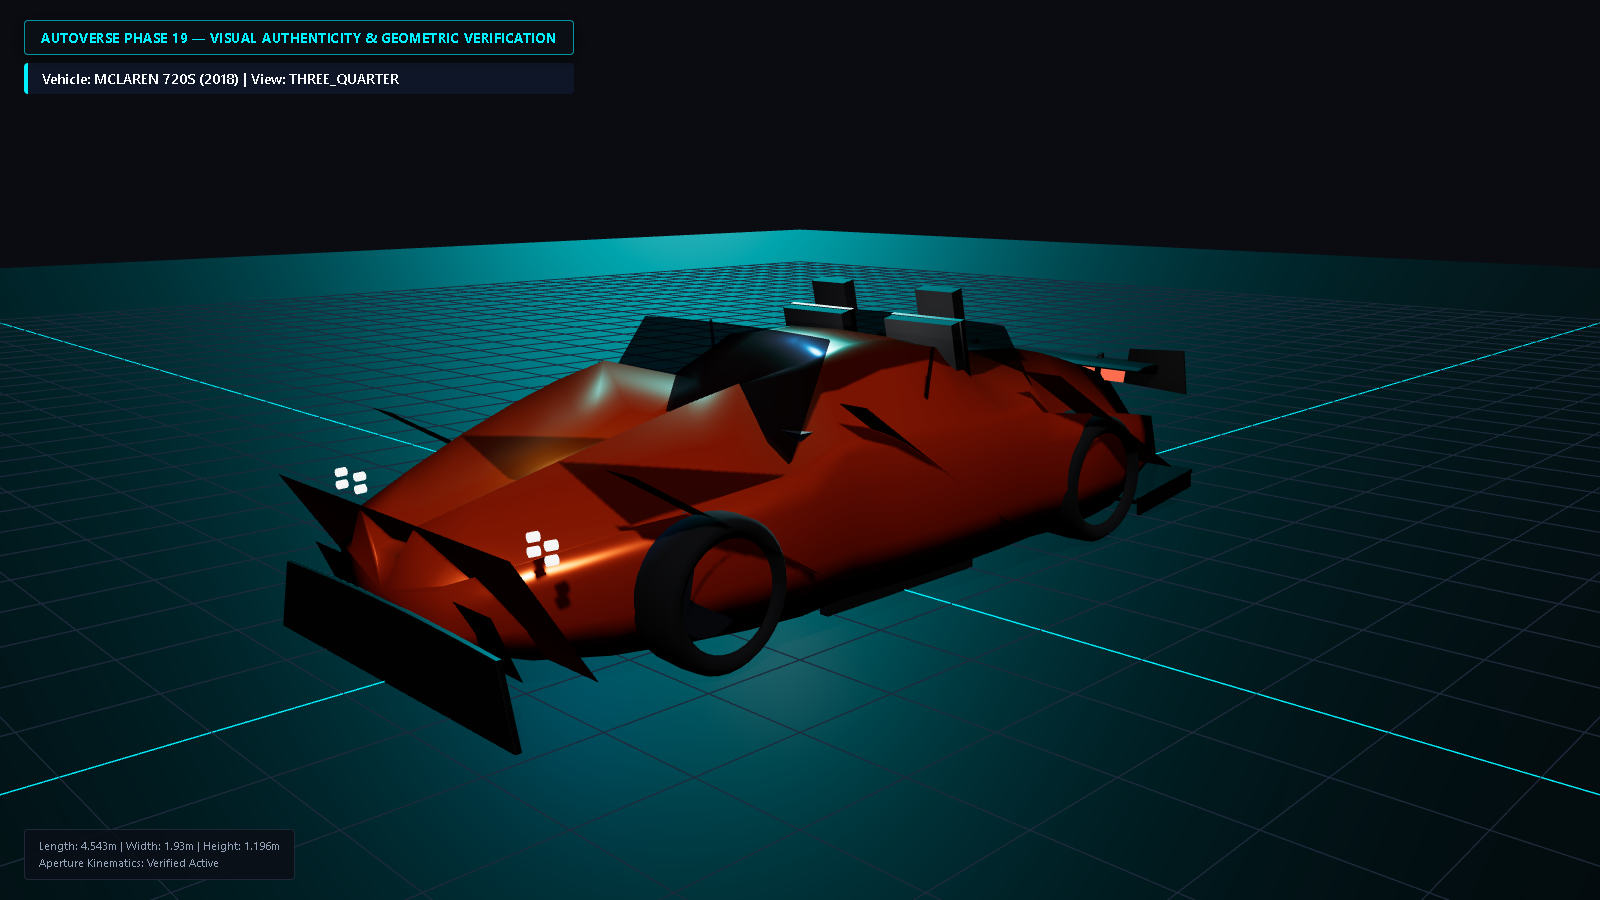 AUTOVERSE PHASE 19 — VISUAL AUTHENTICITY & GEOMETRIC VERIFICATION
Vehicle: MCLAREN 720S (2018) | View: THREE_QUARTER
Length: 4.543m | Width: 1.93m | Height: 1.196m
Aperture Kinematics: Verified Active